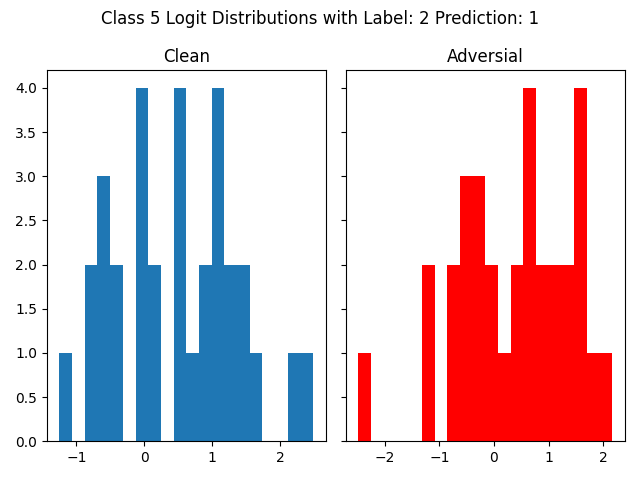 Class 5 Logit Distributions with Label: 2 Prediction: 1
Clean
Adversial
4.0
3.5
3.0
2.5
2.0
1.5
1.0
0.5
0.0
−1 0 1 2
−2 −1 0 1 2